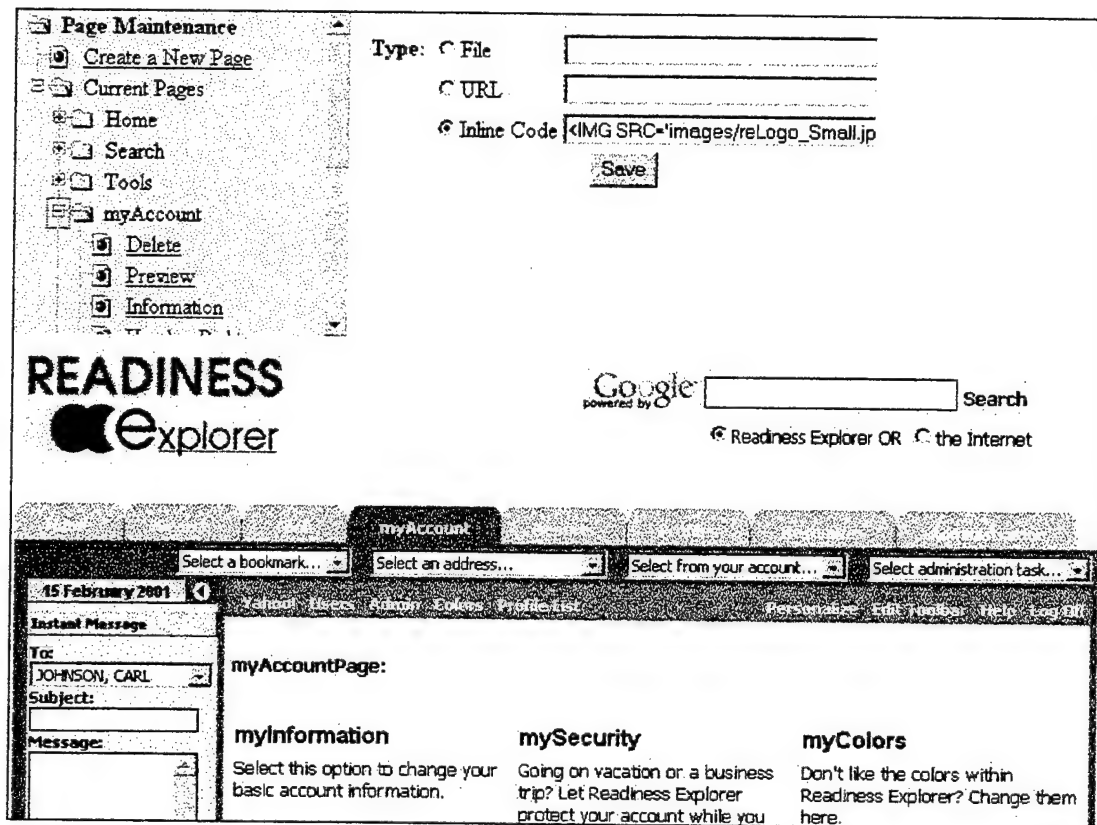 Page Maintenance
Create a New Page
Current Pages
Home
Search
Tools
myAccount
Delete
Preview
Information
Type:
File
URL
Inline Code <IMG SRC='images/reLogo_Small.jp
Save
READINESS
explorer
Google
powered by
Search
Readiness Explorer OR the Internet
myAccount
Select a bookmark...
Select an address...
Select from your account...
Select administration task...
15 February 2001
Yahoo! Users Admin Colors Profile List
Personalize Edit Toolbar Help Log Off
Instant Message
To:
JOHNSON, CARL
Subject:
Message:
myAccountPage:
myInformation
Select this option to change your
basic account information.
mySecurity
Going on vacation or a business
trip? Let Readiness Explorer
protect your account while you
myColors
Don't like the colors within
Readiness Explorer? Change them
here.